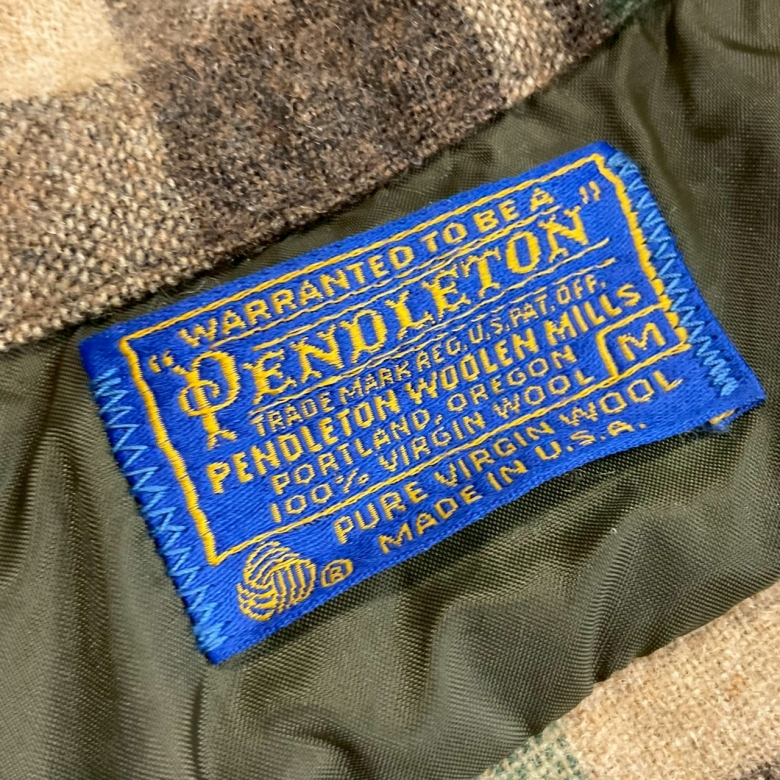 "WARRANTED TO BE A
PENDLETON"
TRADE MARK REG. U.S. PAT. OFF.
PENDLETON WOOLEN MILLS
PORTLAND, OREGON
100% VIRGIN WOOL M
PURE VIRGIN WOOL
® MADE IN U.S.A.